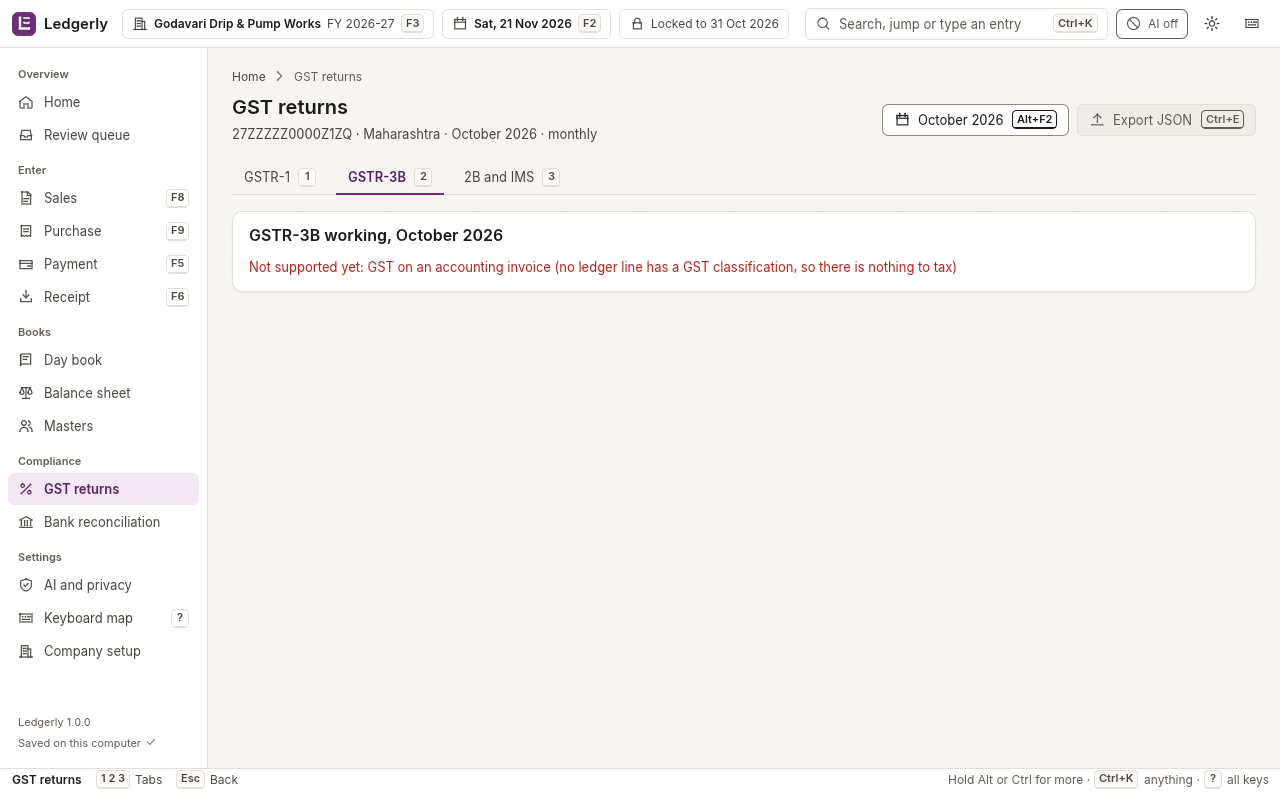 Ledgerly
Godavari Drip & Pump Works FY 2026-27 F3
Sat, 21 Nov 2026 F2
Locked to 31 Oct 2026
Search, jump or type an entry Ctrl+K
AI off
Overview
Home
Review queue
Enter
Sales F8
Purchase F9
Payment F5
Receipt F6
Books
Day book
Balance sheet
Masters
Compliance
GST returns
Bank reconciliation
Settings
AI and privacy
Keyboard map ?
Company setup
Ledgerly 1.0.0
Saved on this computer
Home GST returns
GST returns
27ZZZZZ0000Z1ZQ · Maharashtra · October 2026 · monthly
October 2026 Alt+F2
Export JSON Ctrl+E
GSTR-1 1
GSTR-3B 2
2B and IMS 3
GSTR-3B working, October 2026
Not supported yet: GST on an accounting invoice (no ledger line has a GST classification, so there is nothing to tax)
GST returns 1 2 3 Tabs Esc Back
Hold Alt or Ctrl for more · Ctrl+K anything · ? all keys